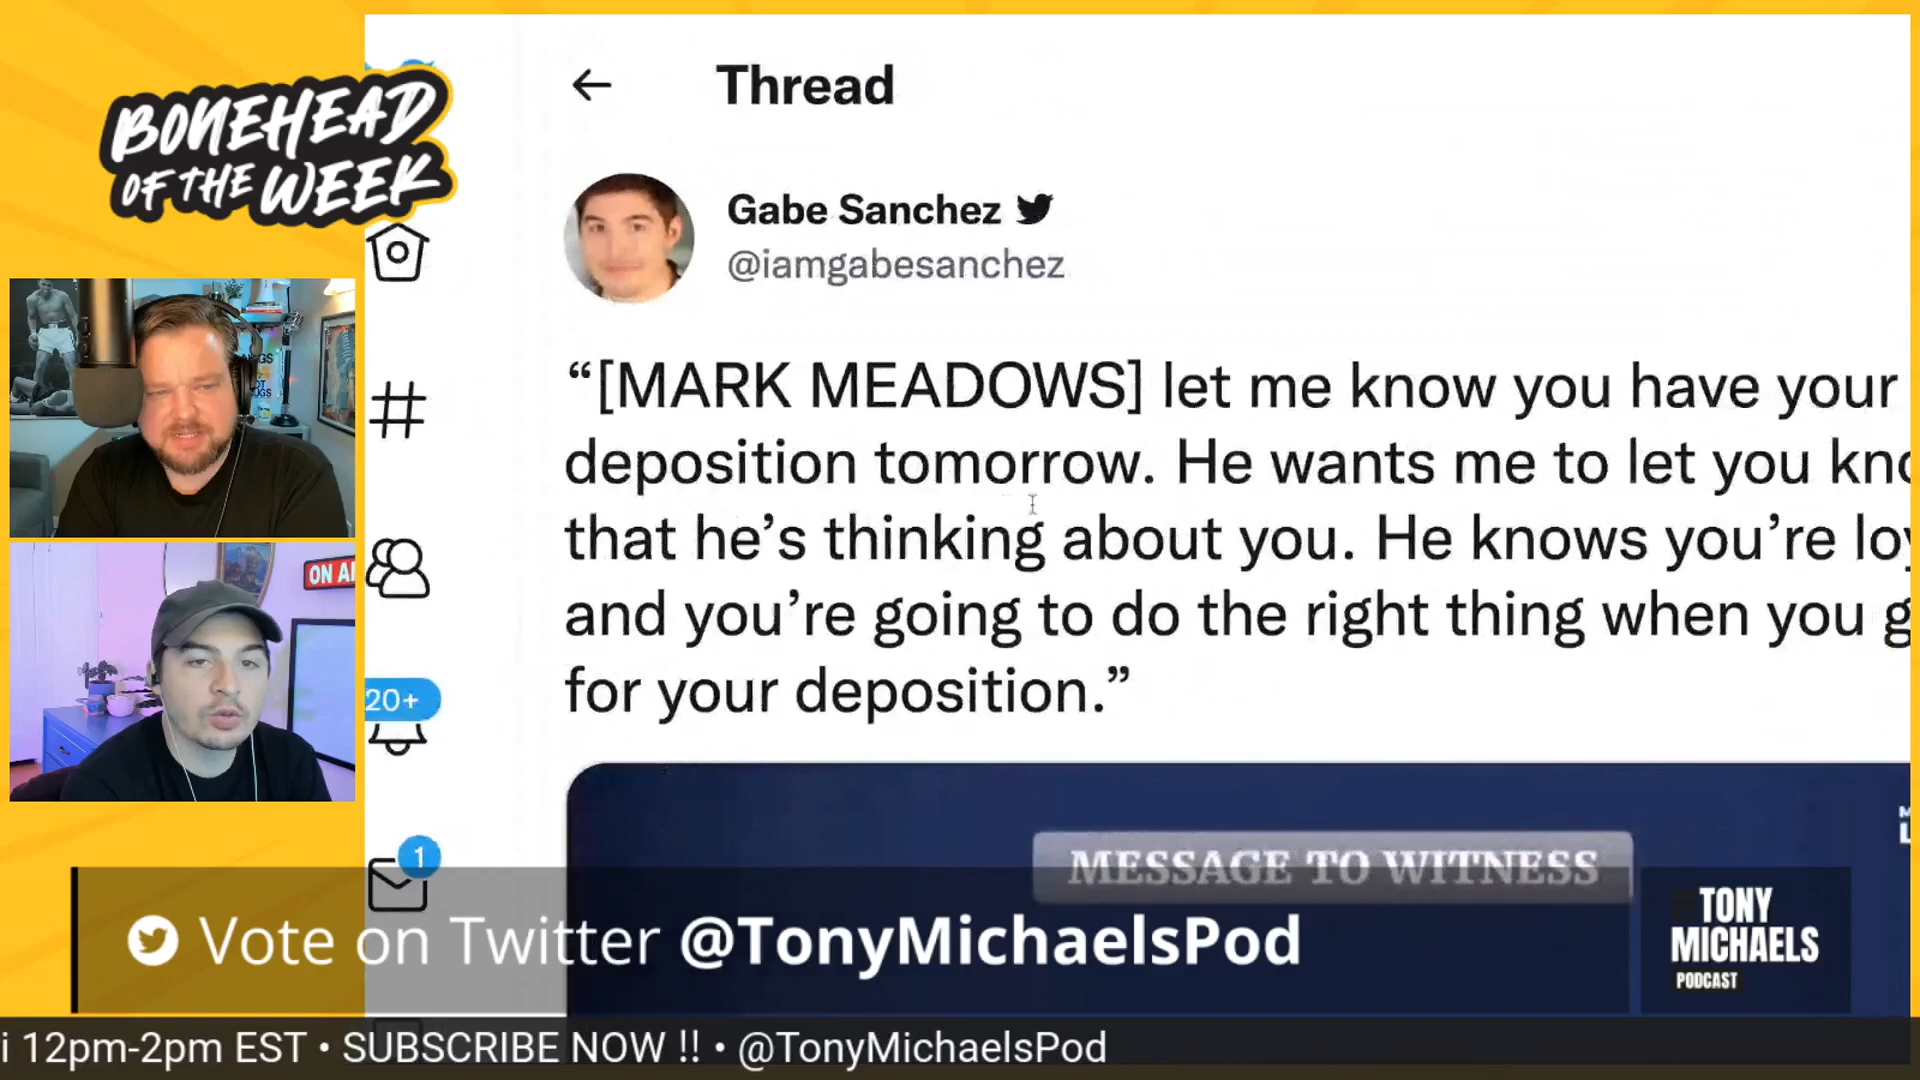 BONEHEAD
OF THE WEEK
Thread
Gabe Sanchez
@iamgabesanchez
“[MARK MEADOWS] let me know you have your
deposition tomorrow. He wants me to let you kno
that he’s thinking about you. He knows you’re loy
and you’re going to do the right thing when you g
for your deposition.”
20+
1
ON AI
MESSAGE TO WITNESS
Vote on Twitter @TonyMichaelsPod
TONY
MICHAELS
PODCAST
i 12pm-2pm EST • SUBSCRIBE NOW !! • @TonyMichaelsPod